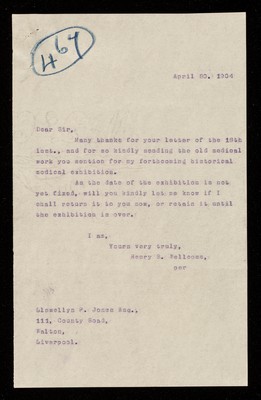 H 64
April 20, 1904
Dear Sir,
Many thanks for your letter of the 18th
inst., and for so kindly sending the old medical
work you mention for my forthcoming historical
medical exhibition.
As the date of the exhibition is not
yet fixed, will you kindly let me know if I
shall return it to you now, or retain it until
the exhibition is over.
I am,
Yours very truly,
Henry S. Wellcome,
per
Llewellyn W. Jones Esq.,
111, County Road,
Walton,
Liverpool.